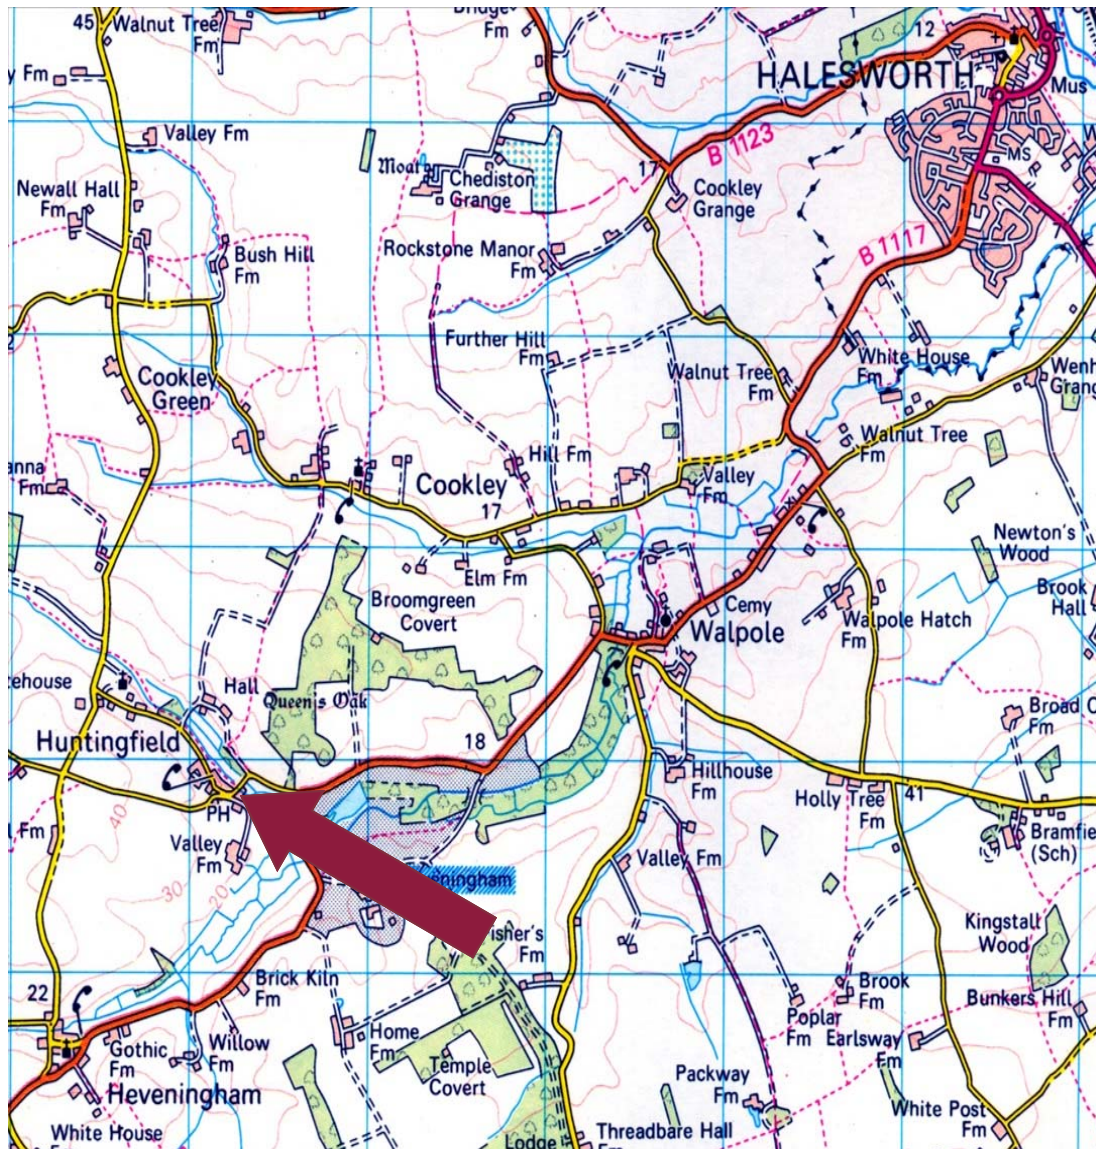 45
Walnut Tree
Fm
Fm
12
HALESWORTH
Mus
Valley Fm
B 1123
MS
Moat
Chediston
Grange
17
Cookley
Grange
Newall Hall
Fm
Rockstone Manor
Fm
B 1117
Bush Hill
Fm
Further Hill
Fm
White House
Fm
Walnut Tree
Fm
Cookley
Green
Walnut Tree
Fm
Hill Fm
Valley
Fm
Fm
Cookley
17
Newton's
Wood
Elm Fm
Brook
Hall
Broomgreen
Covert
Cemy
Walpole
Walpole Hatch
Fm
Hall
Queen's Oak
Broad
Fm
Huntingfield
18
PH
Hillhouse
Fm
Holly Tree
Fm
41
40
(Sch)
Valley
Fm
Valley Fm
30
20
Kingstall
Wood
Fm
22
Brick Kiln
Fm
Brook
Fm
Bunkers Hill
Fm
Poplar
Fm
Earlsway
Fm
Gothic
Fm
Willow
Fm
Home
Fm
Temple
Covert
Heveningham
Packway
Fm
White Post
Fm
White House
Fm
Lodge
Threadbare Hall